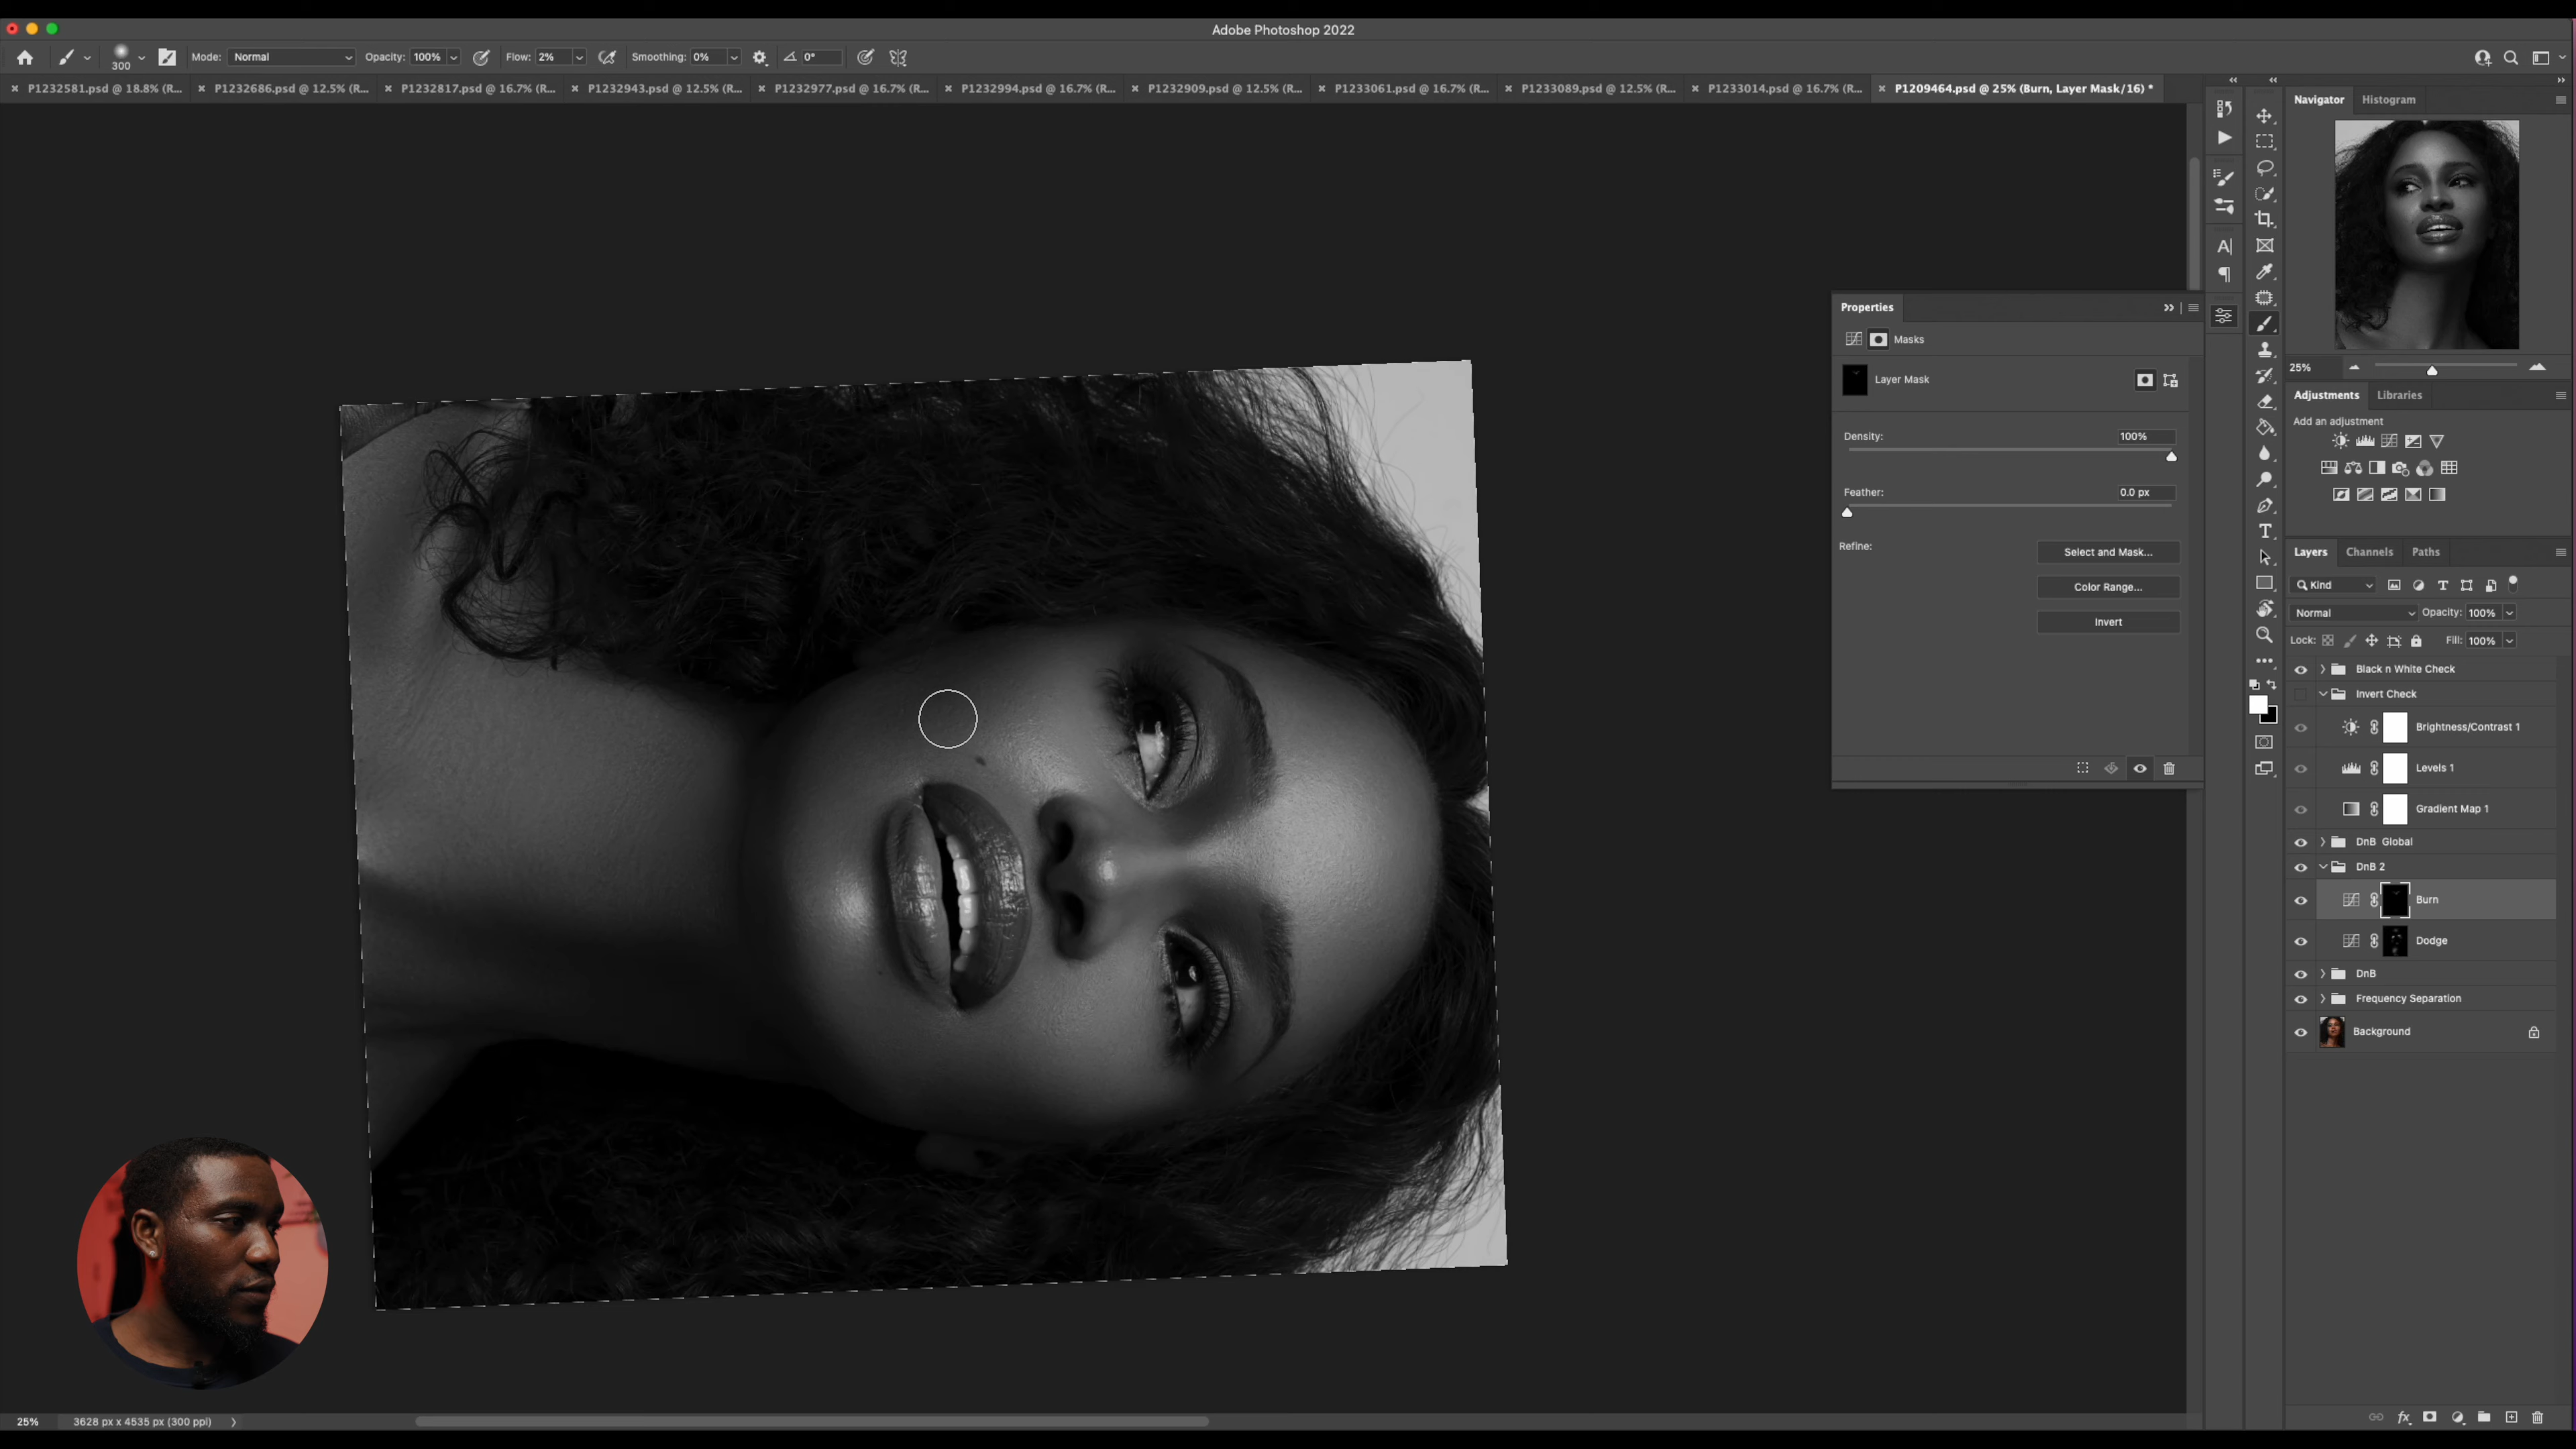 Adobe Photoshop 2022
300
Mode: Normal Opacity: 100% Flow: 2% Smoothing: 0% 0°
P1232581.psd @ 18.8% (R... P1232686.psd @ 12.5% (R... P1232817.psd @ 16.7% (R... P1232943.psd @ 12.5% (R... P1232977.psd @ 16.7% (R... P1232994.psd @ 16.7% (R... P1232909.psd @ 12.5% (R... P1233061.psd @ 16.7% (R... P1233089.psd @ 12.5% (R... P1233014.psd @ 16.7% (R... P1209464.psd @ 25% (Burn, Layer Mask/16) *
Navigator Histogram
25%
Properties
Masks
Layer Mask
Density: 100%
Feather: 0.0 px
Refine:
Select and Mask...
Color Range...
Invert
Adjustments Libraries
Add an adjustment
Layers Channels Paths
Kind
Normal Opacity: 100%
Lock: Fill: 100%
Black n White Check
Invert Check
Brightness/Contrast 1
Levels 1
Gradient Map 1
DnB Global
DnB 2
Burn
Dodge
DnB
Frequency Separation
Background
25% 3628 px x 4535 px (300 ppi)